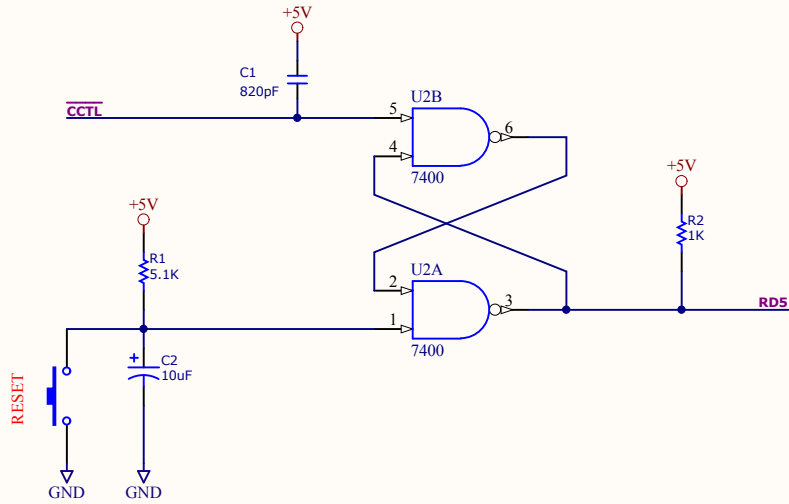 +5V
C1
820pF
CCTL
U2B
5
4
6
7400
+5V
R1
5.1K
+5V
R2
1K
U2A
2
1
3
7400
RD5
RESET
+
C2
10uF
GND
GND